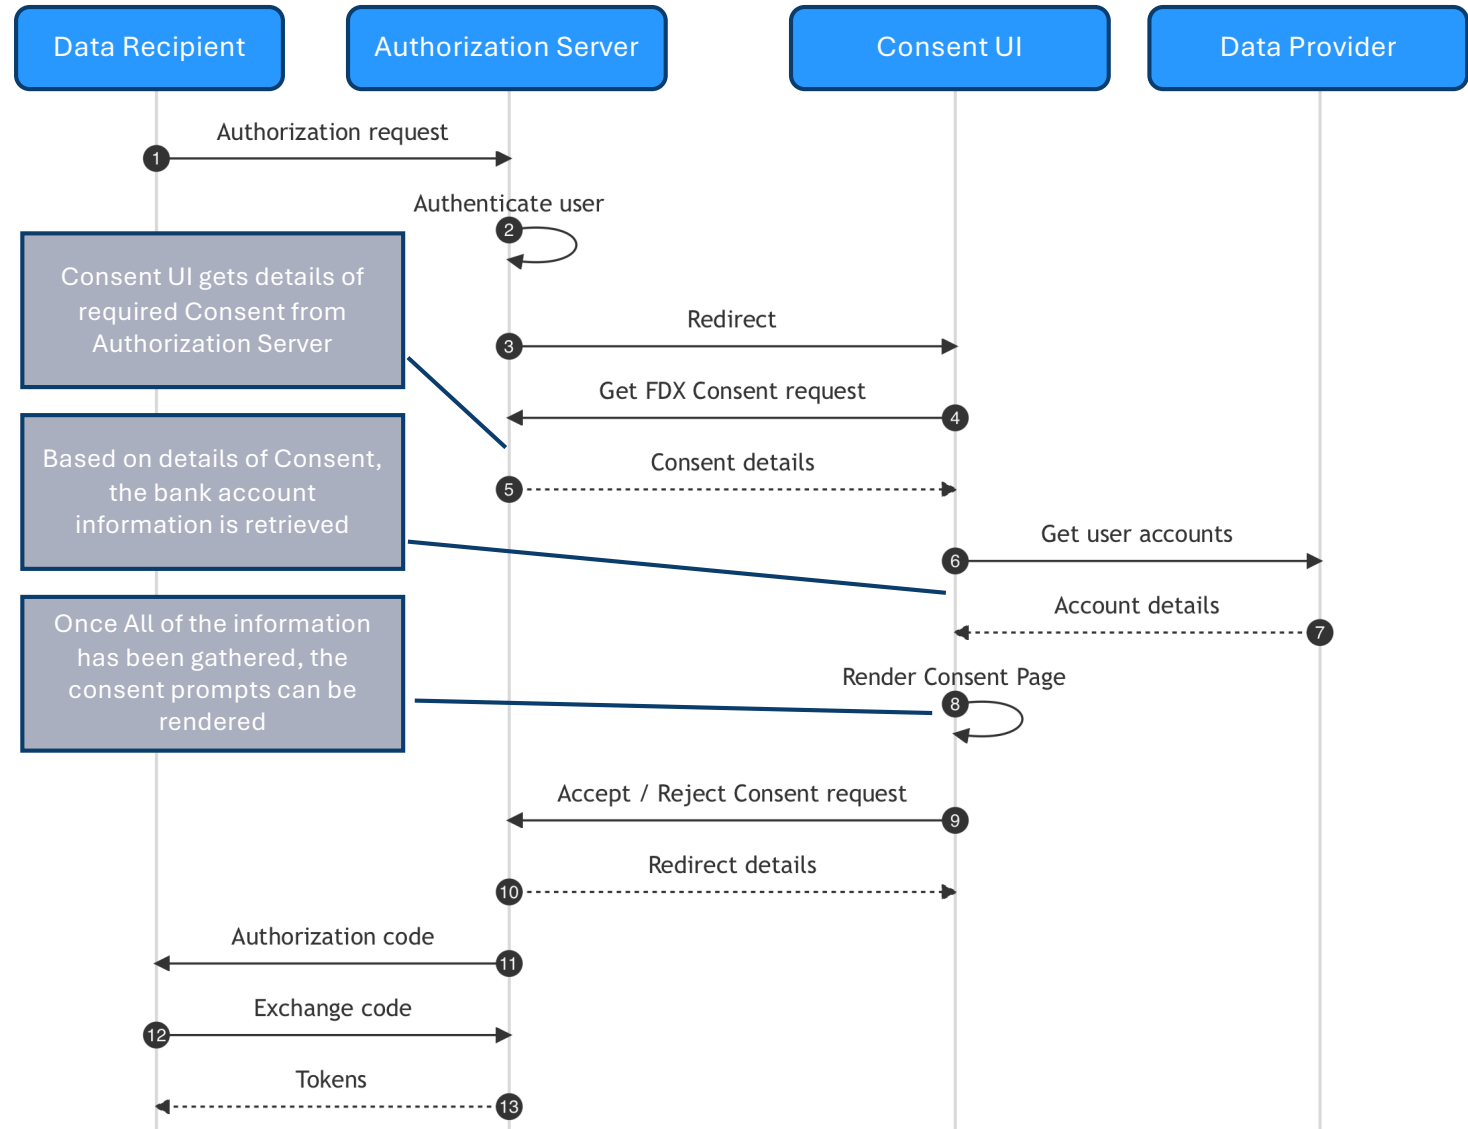 Data Recipient
Authorization Server
Consent UI
Data Provider
Authorization request
1
Authenticate user
2
Consent UI gets details of
required Consent from
Authorization Server
Redirect
3
Get FDX Consent request
4
Based on details of Consent,
the bank account
information is retrieved
Consent details
5
Get user accounts
6
Once All of the information
has been gathered, the
consent prompts can be
rendered
Account details
7
Render Consent Page
8
Accept / Reject Consent request
9
Redirect details
10
Authorization code
11
Exchange code
12
Tokens
13